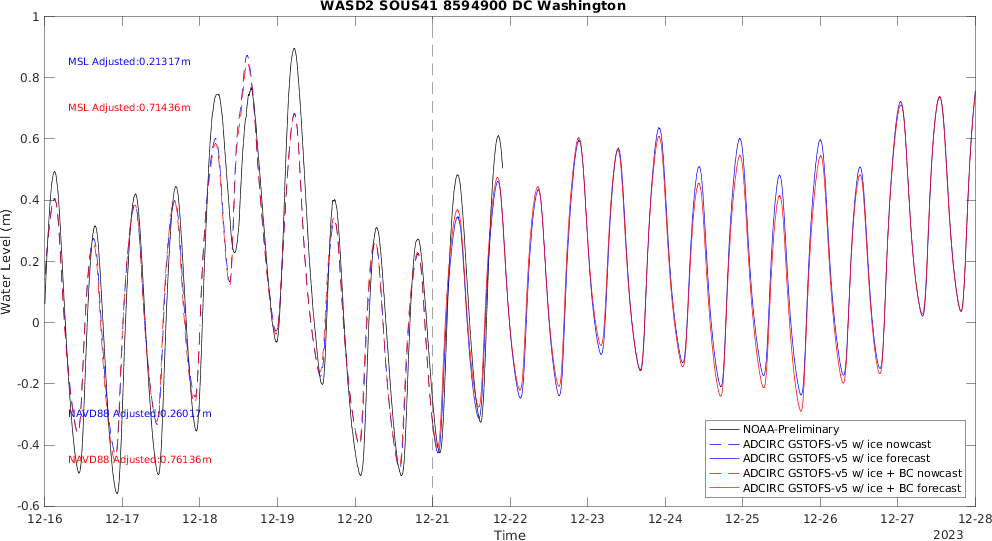 WASD2 SOUS41 8594900 DC Washington
1
0.8
0.6
0.4
0.2
0
-0.2
-0.4
-0.6
Water Level (m)
MSL Adjusted:0.21317m
MSL Adjusted:0.71436m
NAVD88 Adjusted:0.26017m
NAVD88 Adjusted:0.76136m
NOAA-Preliminary
ADCIRC GSTOFS-v5 w/ ice nowcast
ADCIRC GSTOFS-v5 w/ ice forecast
ADCIRC GSTOFS-v5 w/ ice + BC nowcast
ADCIRC GSTOFS-v5 w/ ice + BC forecast
12-16 12-17 12-18 12-19 12-20 12-21 12-22 12-23 12-24 12-25 12-26 12-27 12-28
Time
2023